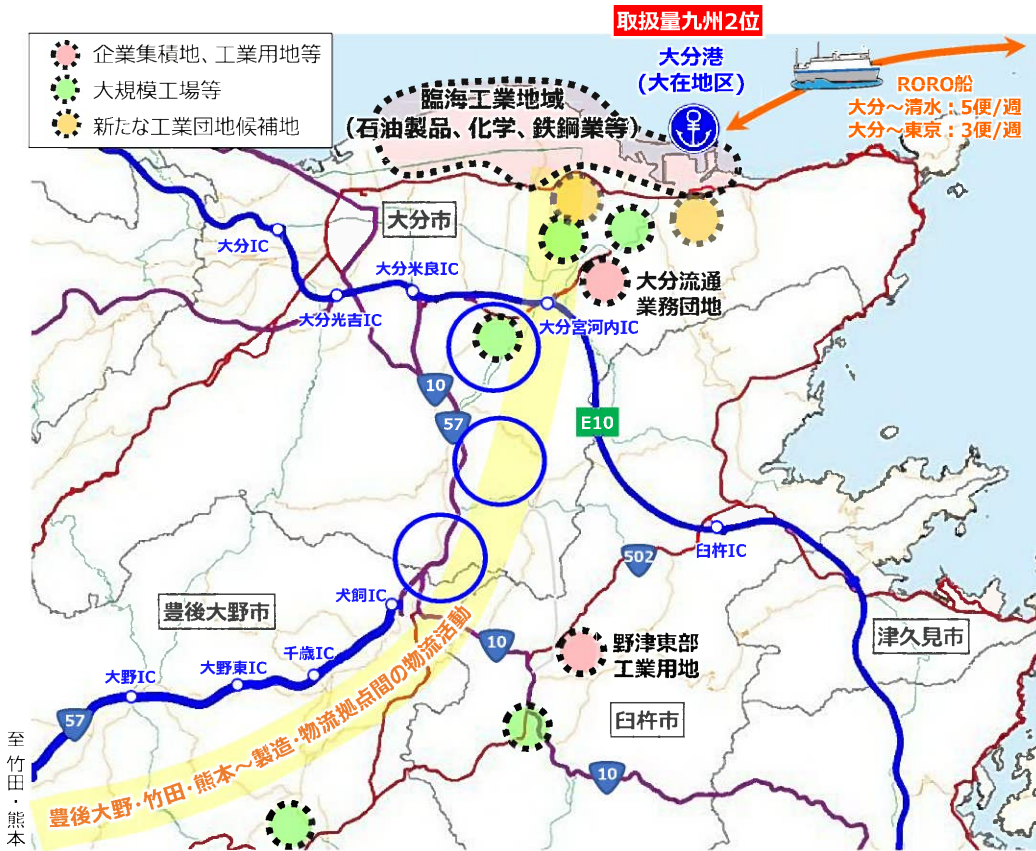 取扱量九州2位
企業集積地、工業用地等
大規模工場等
新たな工業団地候補地
大分港
(大在地区)
RORO船
大分～清水：5便/週
大分～東京：3便/週
臨海工業地域
(石油製品、化学、鉄鋼業等)
大分市
大分IC
大分米良IC
大分光吉IC
大分宮河内IC
大分流通
業務団地
10
57
E10
臼杵IC
502
犬飼IC
豊後大野市
千歳IC
大野東IC
大野IC
57
10
野津東部
工業用地
津久見市
臼杵市
10
豊後大野・竹田・熊本～製造・物流拠点間の物流活動
至 竹田・熊本